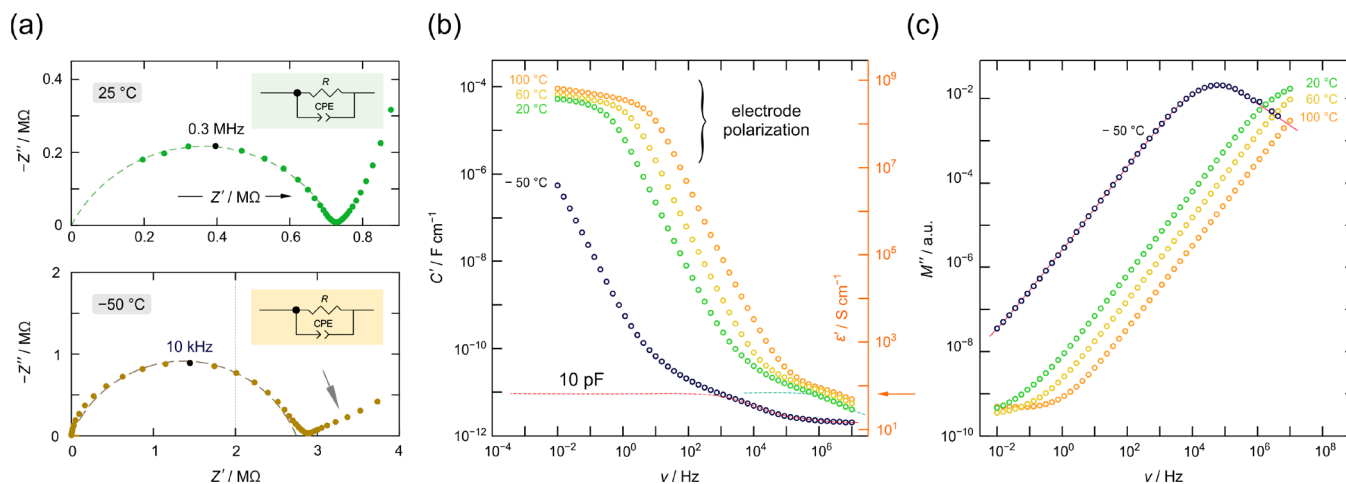 (a)
0.4
0.2
0
−Z″ / MΩ
25 °C
0.3 MHz
R
CPE
Z′ / MΩ
0
0.2
0.4
0.6
0.8
2
1
0
−Z″ / MΩ
−50 °C
10 kHz
R
CPE
0
1
2
3
4
Z′ / MΩ
(b)
10⁻⁴
10⁻⁶
10⁻⁸
10⁻¹⁰
10⁻¹²
C′ / F cm⁻¹
100 °C
60 °C
20 °C
electrode
polarization
− 50 °C
10 pF
10⁹
10⁷
10⁵
10³
10¹
ε′ / S cm⁻¹
10⁻⁴
10⁻²
10⁰
10²
10⁴
10⁶
ν / Hz
(c)
10⁻²
10⁻⁴
10⁻⁶
10⁻⁸
10⁻¹⁰
M″ / a.u.
20 °C
60 °C
100 °C
− 50 °C
10⁻²
10⁰
10²
10⁴
10⁶
10⁸
ν / Hz